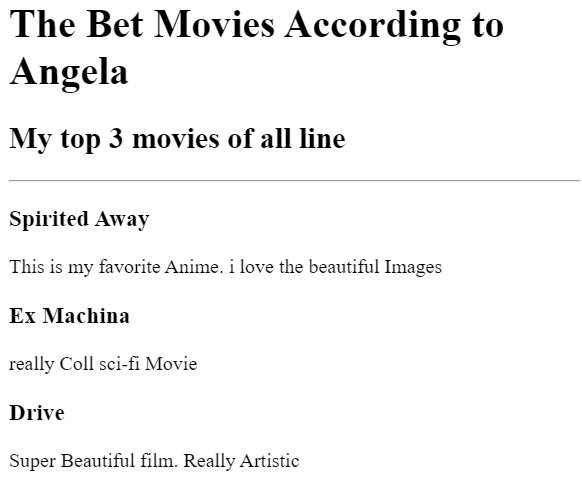 The Bet Movies According to
Angela
My top 3 movies of all line
Spirited Away
This is my favorite Anime. i love the beautiful Images
Ex Machina
really Coll sci-fi Movie
Drive
Super Beautiful film. Really Artistic